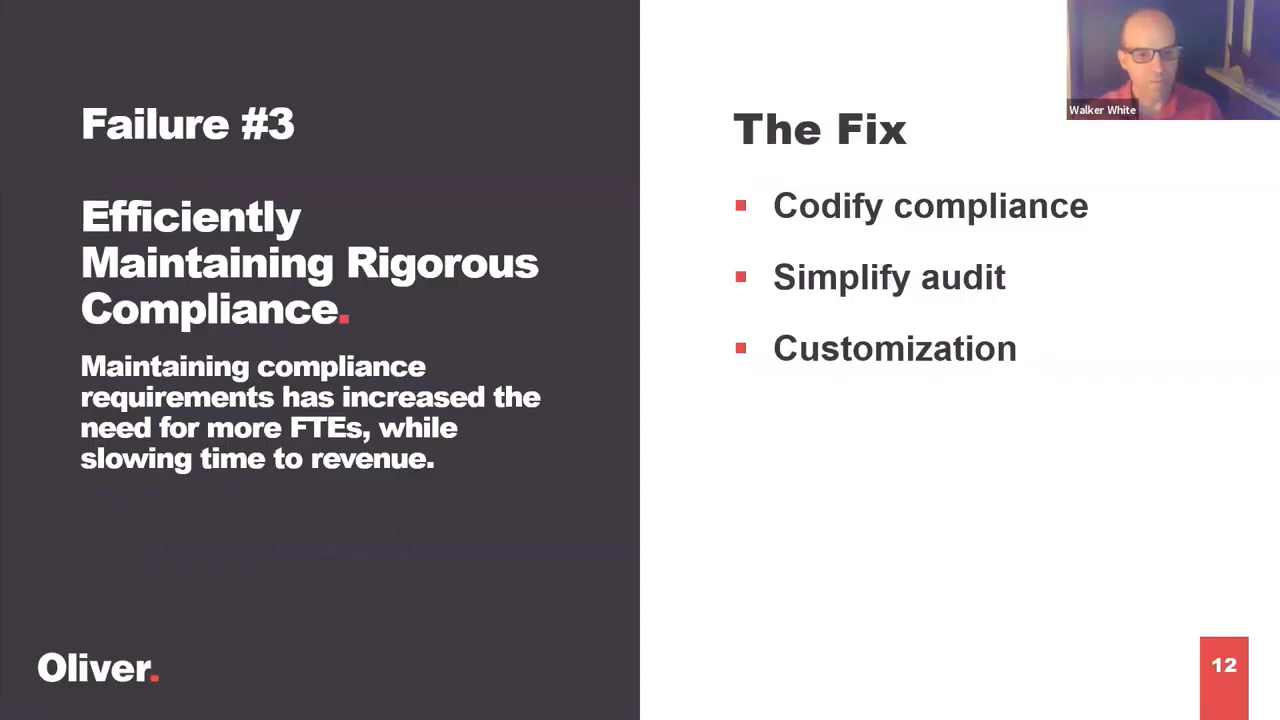 Failure #3
Efficiently
Maintaining Rigorous
Compliance.
Maintaining compliance
requirements has increased the
need for more FTEs, while
slowing time to revenue.
Oliver.
The Fix
Codify compliance
Simplify audit
Customization
Walker White
12